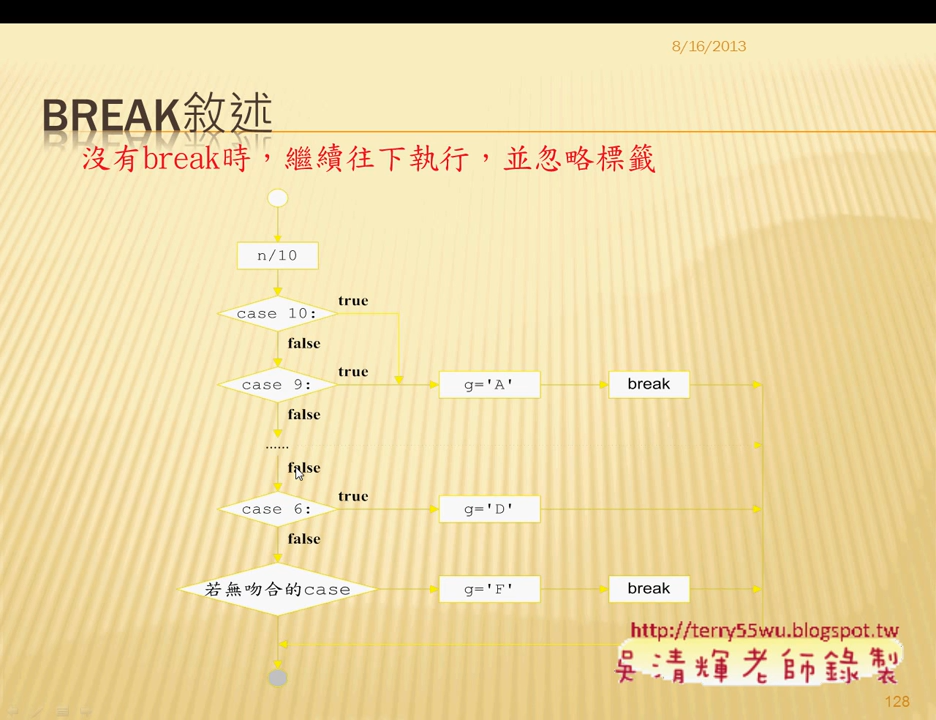 8/16/2013
BREAK敘述
沒有break時，繼續往下執行，並忽略標籤
n/10
true
case 10:
false
true
case 9:
g='A'
break
false
......
false
true
case 6:
g='D'
false
若無吻合的case
g='F'
break
http://terry55wu.blogspot.tw
吳清輝老師錄製
128